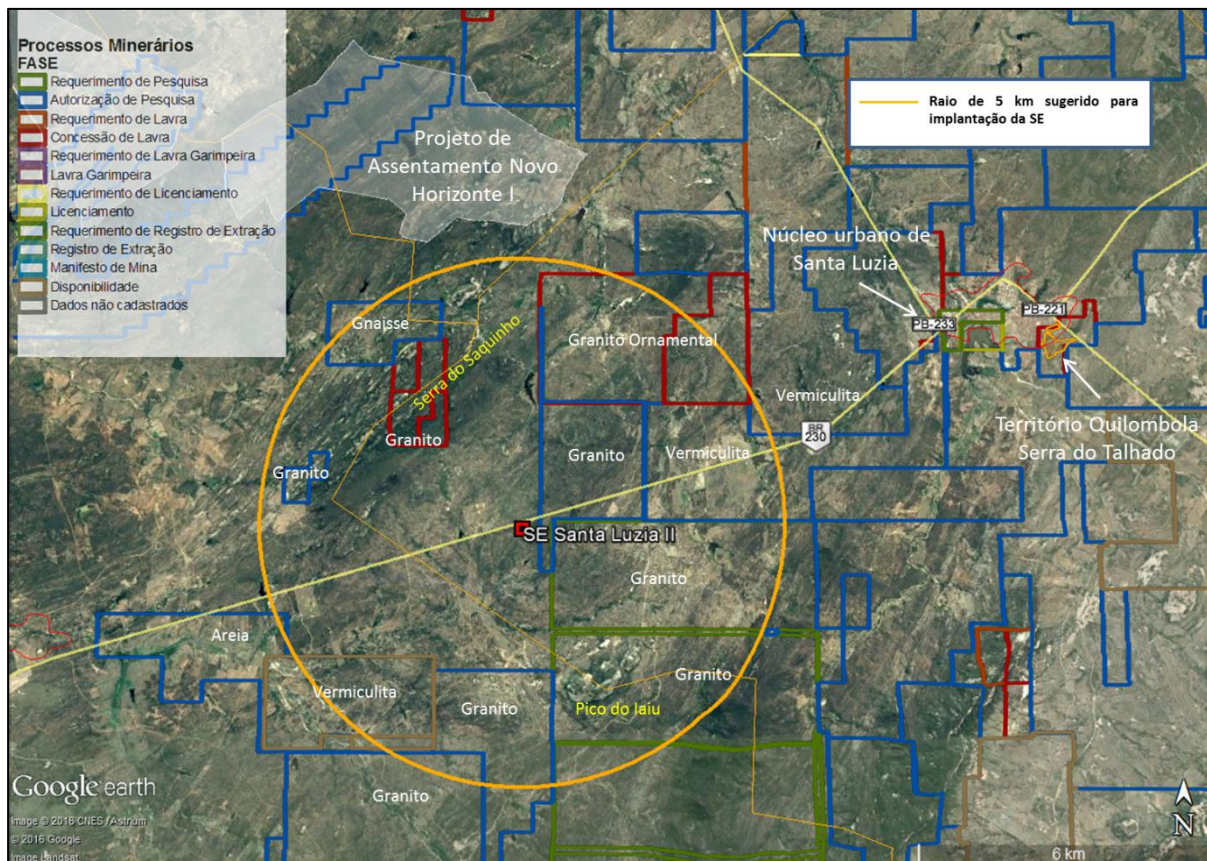 Processos Minerários
FASE
Requerimento de Pesquisa
Autorização de Pesquisa
Requerimento de Lavra
Concessão de Lavra
Requerimento de Lavra Garimpeira
Lavra Garimpeira
Requerimento de Licenciamento
Licenciamento
Requerimento de Registro de Extração
Registro de Extração
Manifesto de Mina
Disponibilidade
Dados não cadastrados
Raio de 5 km sugerido para
implantação da SE
Projeto de
Assentamento Novo
Horizonte I
Núcleo urbano de
Santa Luzia
PB-233
PB-221
Gnaisse
Serra do Saquinho
Granito Ornamental
Granito
Granito
Granito
Vermiculita
Vermiculita
BR
230
Território Quilombola
Serra do Talhado
SE Santa Luzia II
Granito
Areia
Vermiculita
Granito
Granito
Pico do Iaiu
Granito
Google earth
Image © 2016 CNES / Astrium
© 2016 Google
Image Landsat
N
6 km